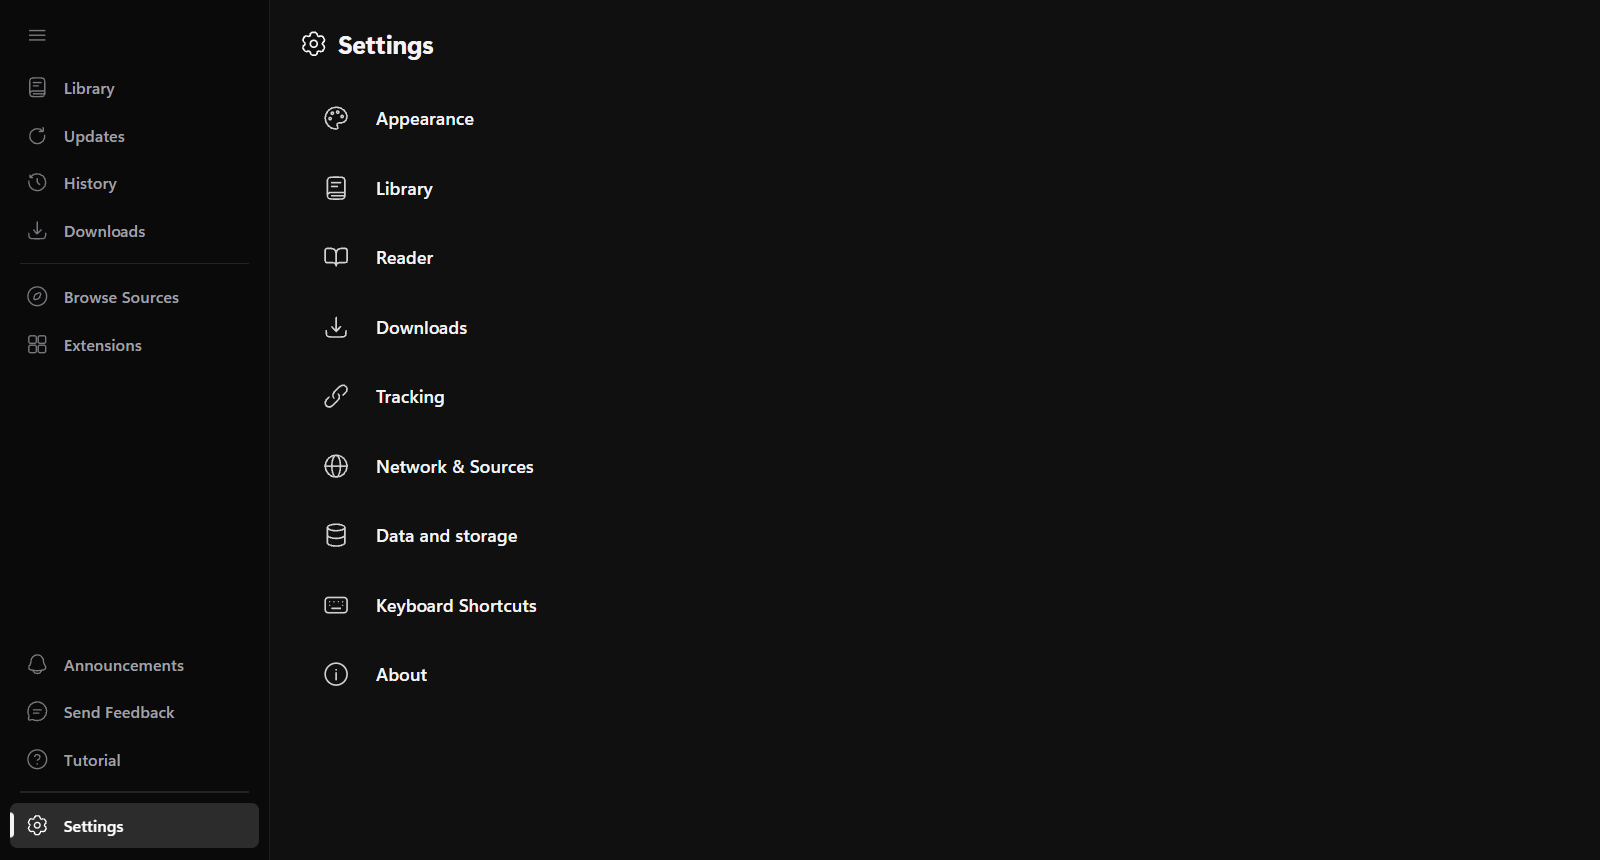 Library
Updates
History
Downloads
Browse Sources
Extensions
Announcements
Send Feedback
Tutorial
Settings
Settings
Appearance
Library
Reader
Downloads
Tracking
Network & Sources
Data and storage
Keyboard Shortcuts
About